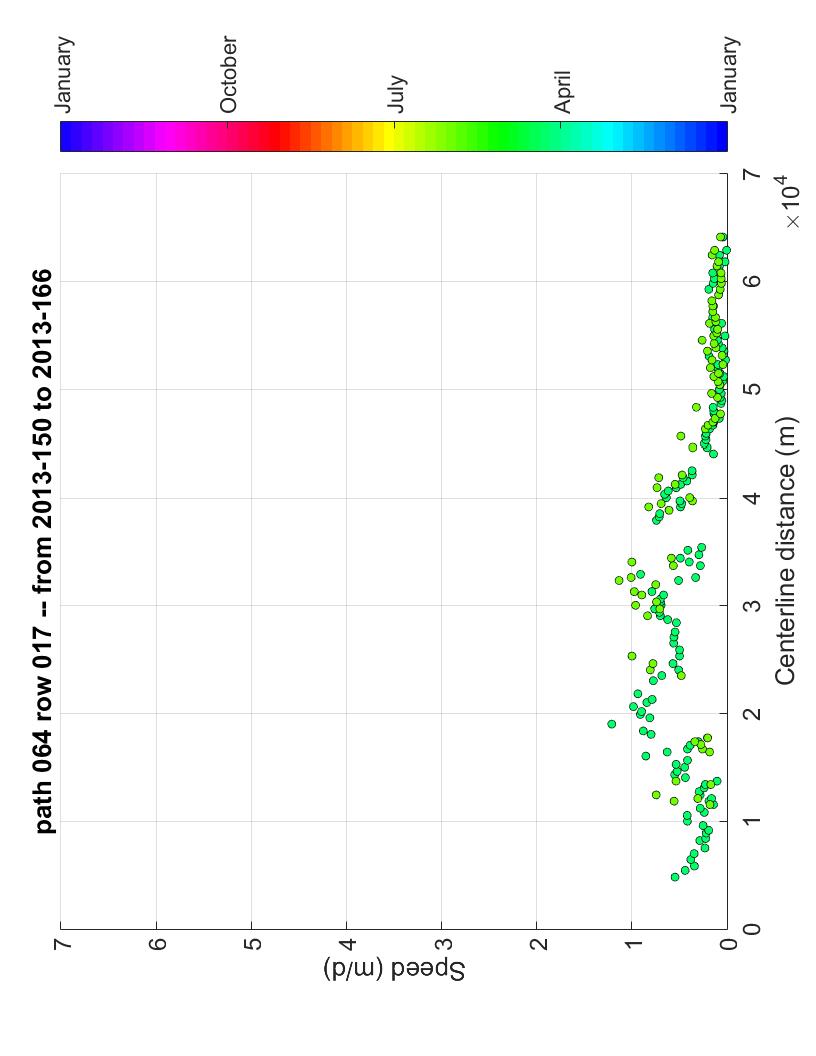 path 064 row 017 -- from 2013-150 to 2013-166
7
6
5
4
3
2
1
0
Speed (m/d)
0
1
2
3
4
5
6
7
×10^4
Centerline distance (m)
January
October
July
April
January